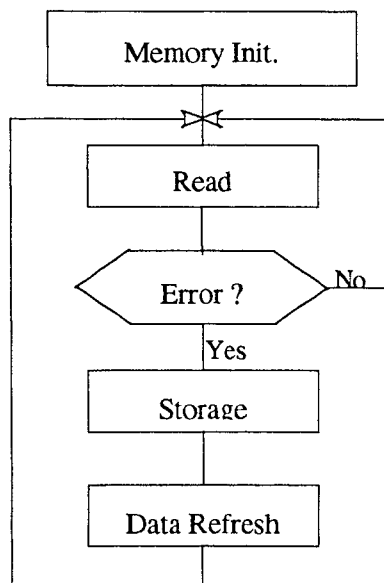 Memory Init.
Read
Error ?
No
Yes
Storage
Data Refresh